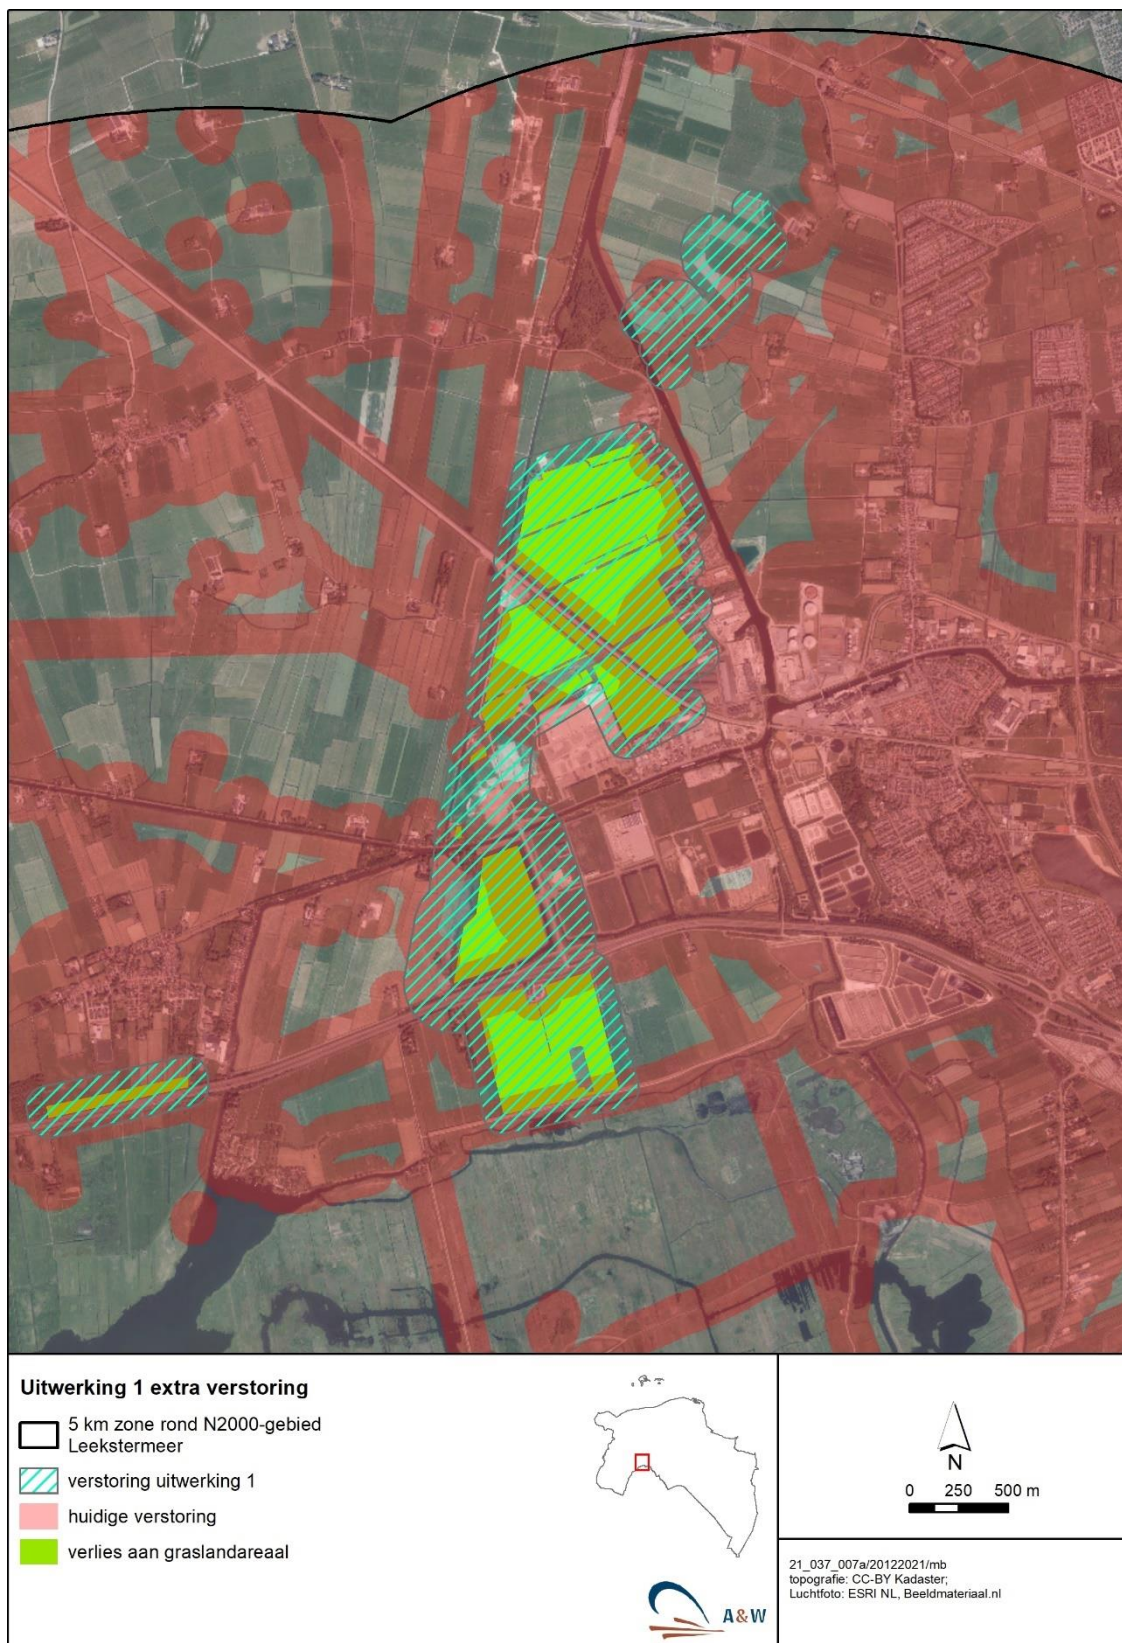 Uitwerking 1 extra verstoring
5 km zone rond N2000-gebied
Leekstermeer
verstoring uitwerking 1
huidige verstoring
verlies aan graslandareaal
A&W
N
0 250 500 m
21_037_007a/20122021/mb
topografie: CC-BY Kadaster;
Luchtfoto: ESRI NL, Beeldmateriaal.nl